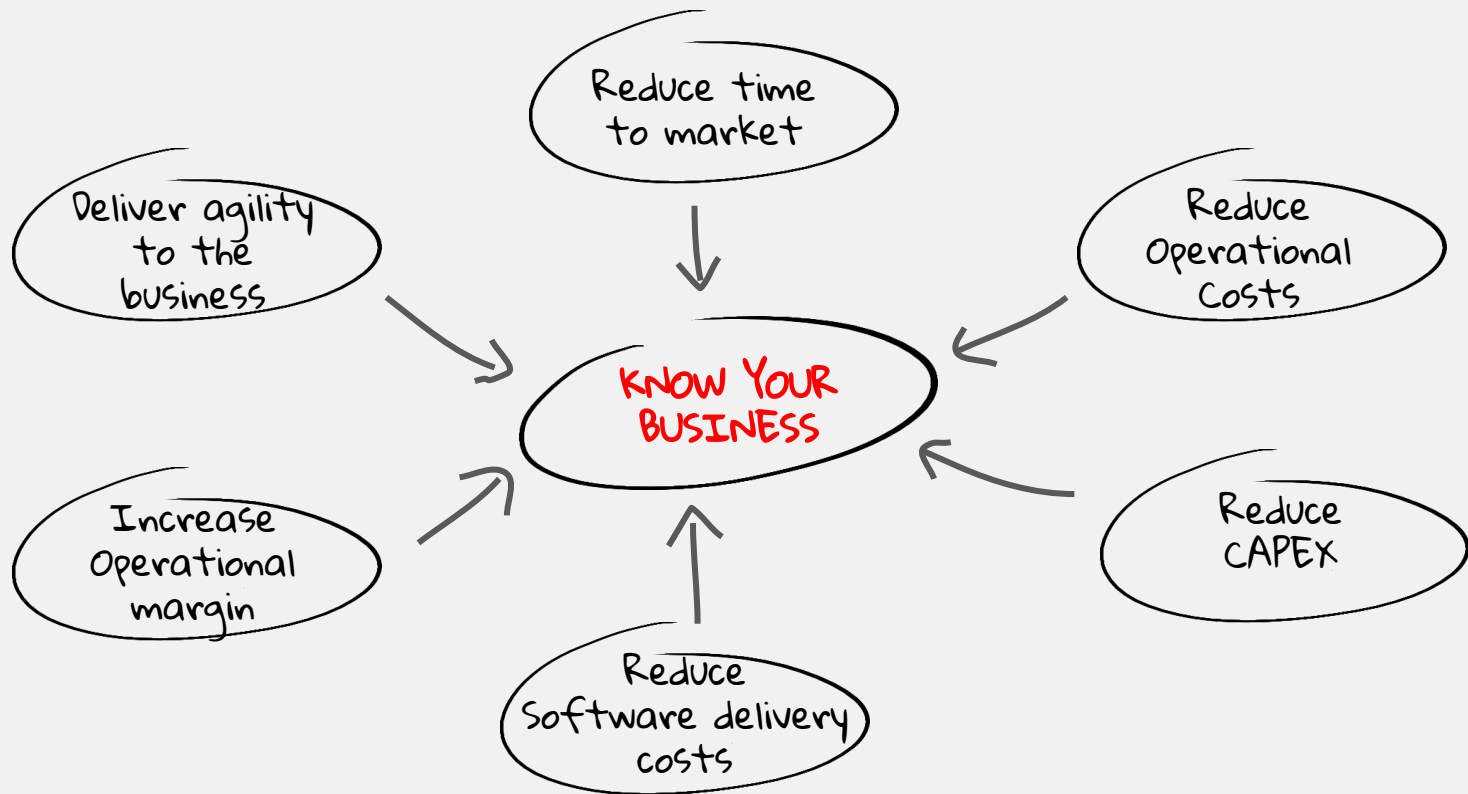 Reduce time
to market
Deliver agility
to the
business
Reduce
Operational
Costs
KNOW YOUR
BUSINESS
Increase
Operational
margin
Reduce
CAPEX
Reduce
Software delivery
costs